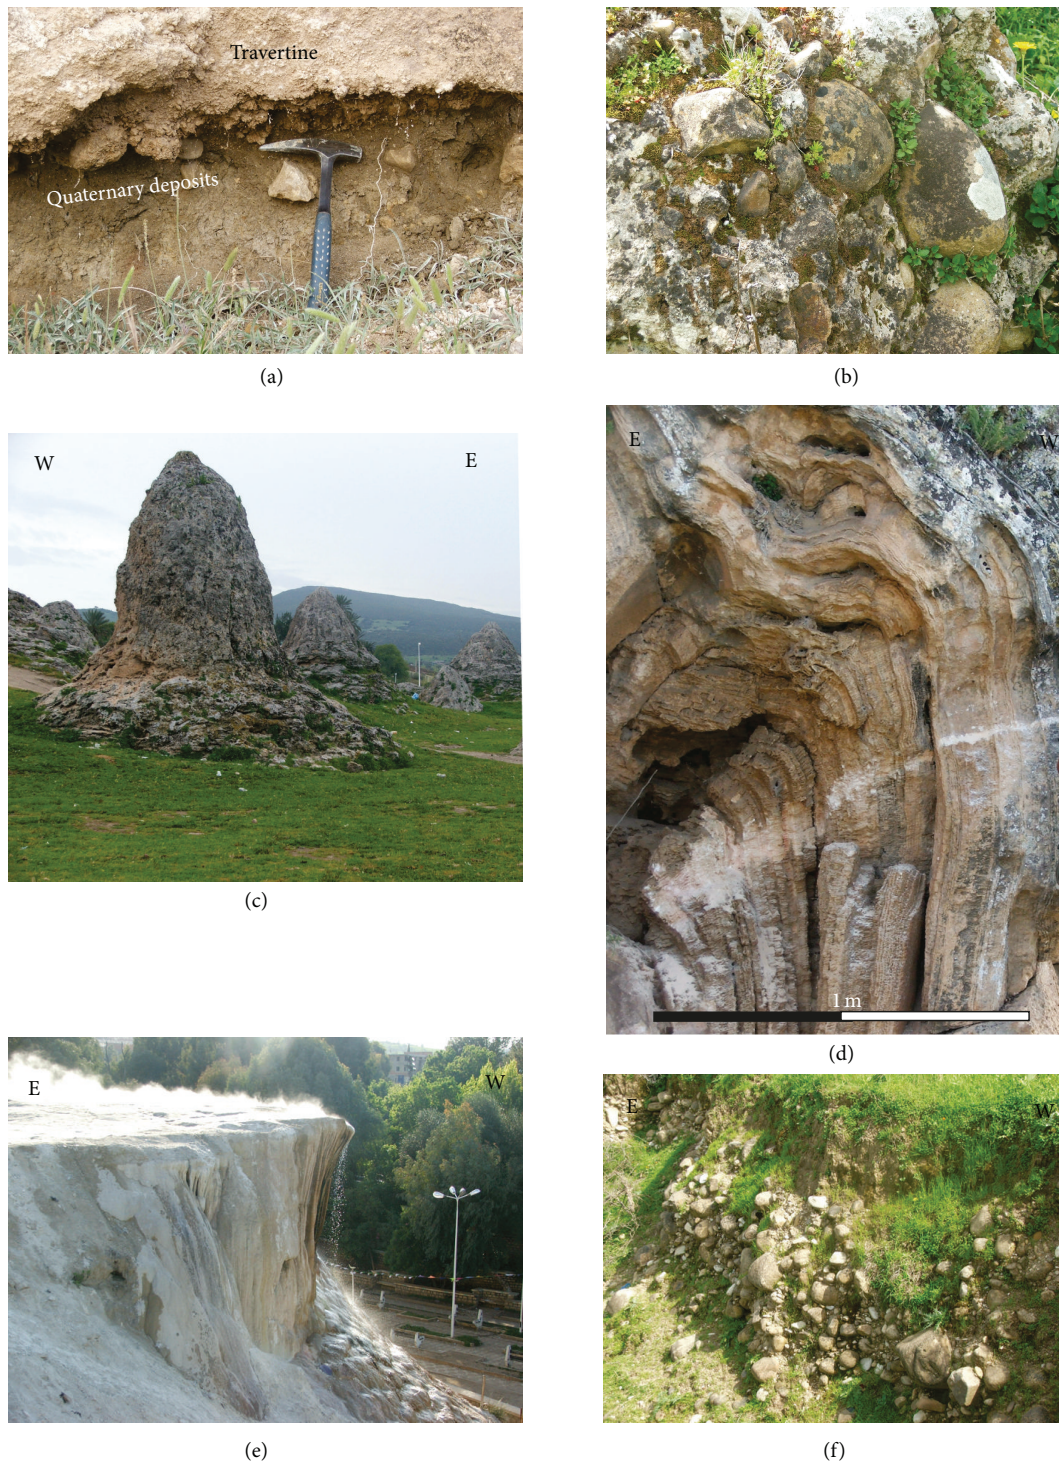 Travertine
Quaternary deposits
(a)
(b)
W
E
(c)
E
W
1 m
(d)
E
W
(e)
E
W
(f)